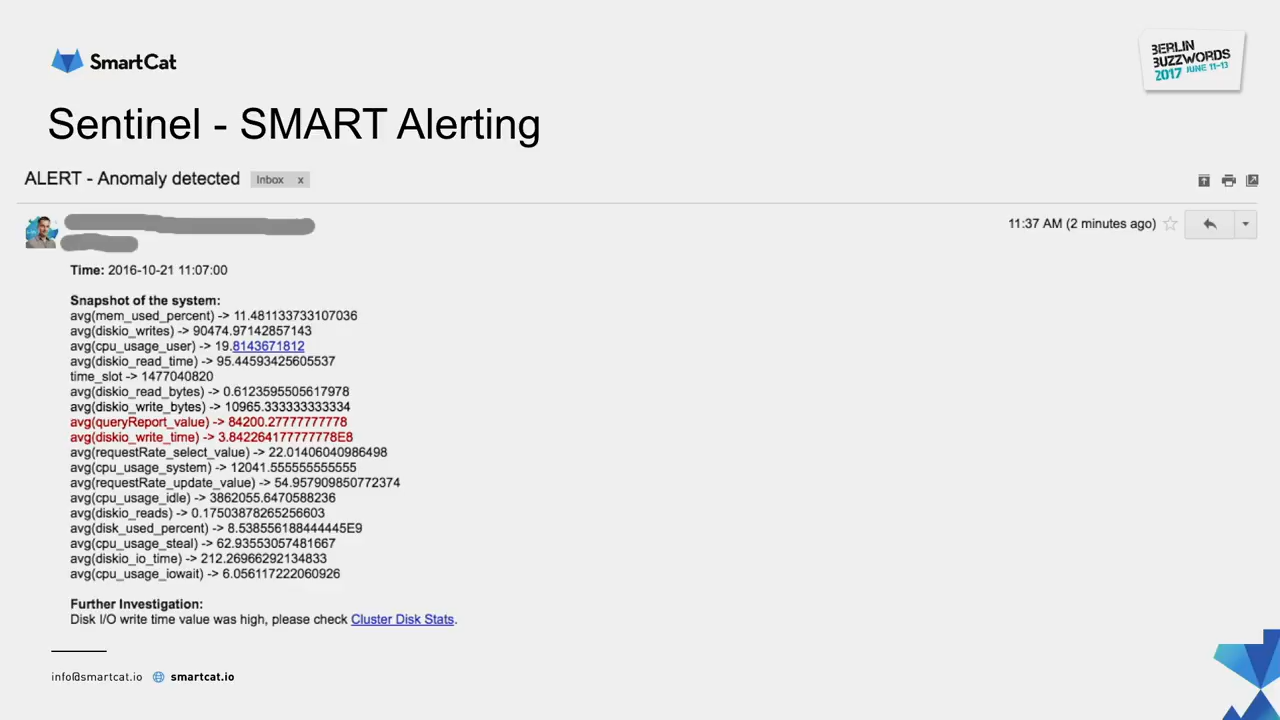 SmartCat
BERLIN
BUZZWORDS
2017 JUNE 11-13
Sentinel - SMART Alerting
ALERT - Anomaly detected Inbox x
11:37 AM (2 minutes ago)
Time: 2016-10-21 11:07:00
Snapshot of the system:
avg(mem_used_percent) -> 11.481133733107036
avg(diskio_writes) -> 90474.97142857143
avg(cpu_usage_user) -> 19.8143671812
avg(diskio_read_time) -> 95.44593425605537
time_slot -> 1477040820
avg(diskio_read_bytes) -> 0.6123595505617978
avg(diskio_write_bytes) -> 10965.333333333334
avg(queryReport_value) -> 84200.27777777778
avg(diskio_write_time) -> 3.842264177777778E8
avg(requestRate_select_value) -> 22.01406040986498
avg(cpu_usage_system) -> 12041.555555555555
avg(requestRate_update_value) -> 54.957909850772374
avg(cpu_usage_idle) -> 3862055.6470588236
avg(diskio_reads) -> 0.17503878265256603
avg(disk_used_percent) -> 8.538556188444445E9
avg(cpu_usage_steal) -> 62.93553057481667
avg(diskio_io_time) -> 212.26966292134833
avg(cpu_usage_iowait) -> 6.056117222060926
Further Investigation:
Disk I/O write time value was high, please check Cluster Disk Stats.
info@smartcat.io smartcat.io